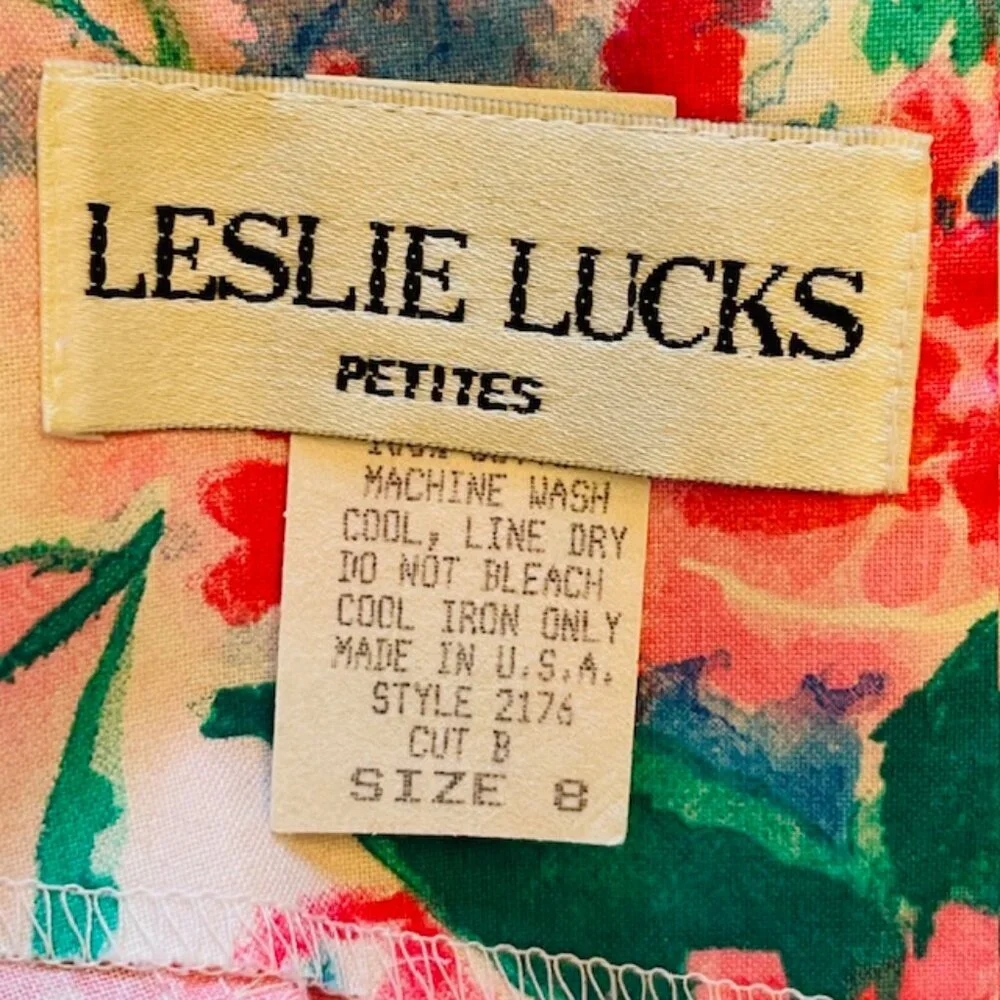 LESLIE LUCKS
PETITES
MACHINE WASH
COOL, LINE DRY
DO NOT BLEACH
COOL IRON ONLY
MADE IN U.S.A.
STYLE 2176
CUT B
SIZE 8